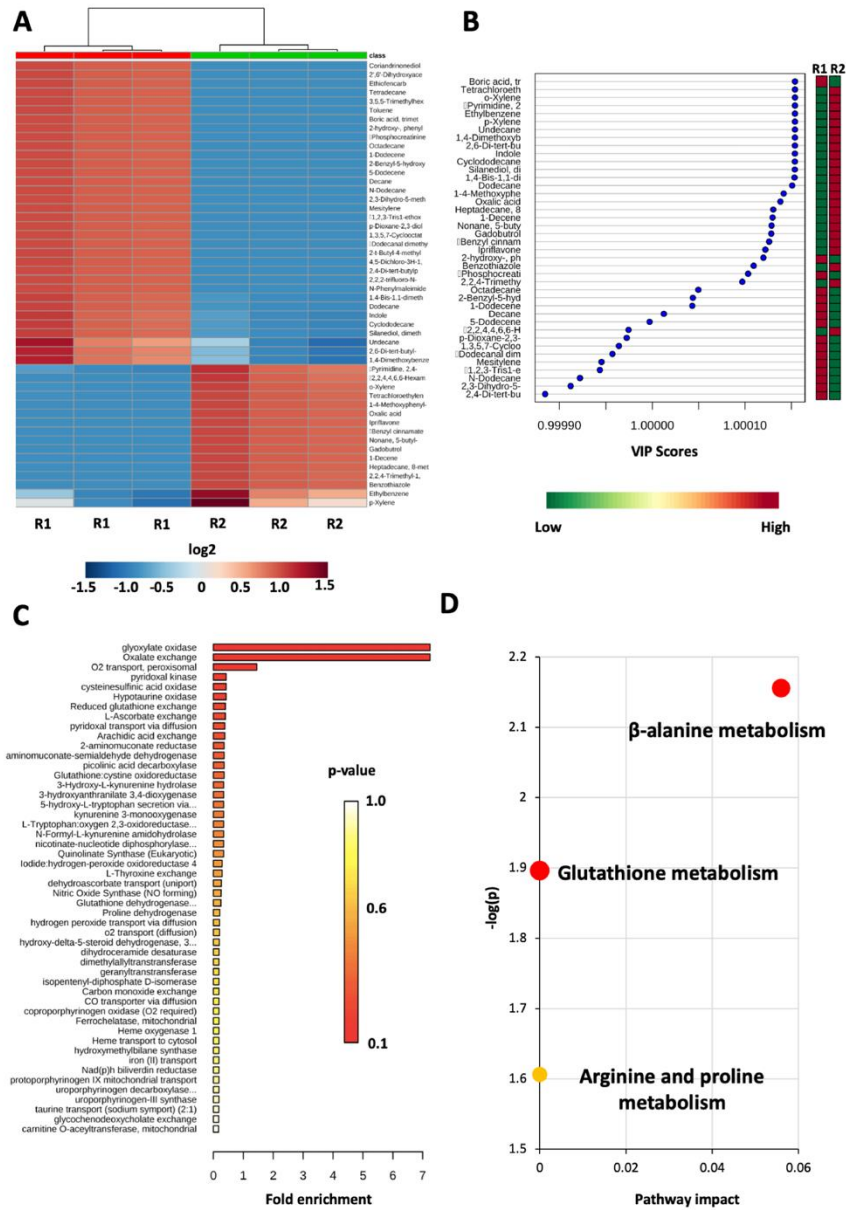 A
class
Coriandrinonediol
2',6'-Dihydroxyace
Ethiofencarb
Tetradecane
3,5,5-Trimethylhex
Toluene
Boric acid, trimet
2-hydroxy-, phenyl
Phosphocreatinine
Octadecane
1-Dodecene
2-Benzyl-5-hydroxy
5-Dodecene
Decane
N-Dodecane
2,3-Dihydro-5-meth
Mesitylene
1,2,3-Tris1-ethox
p-Dioxane-2,3-diol
1,3,5,7-Cyclooctat
Dodecanal dimethy
2-t-Butyl-4-methyl
4,5-Dichloro-3H-1,
2,4-Di-tert-butylp
2,2,2-trifluoro-N-
N-Phenylmaleimide
1,4-Bis-1,1-dimeth
Dodecane
Indole
Cyclododecane
Silanediol, dimeth
Undecane
2,6-Di-tert-butyl-
1,4-Dimethoxybenze
Pyrimidine, 2,4-
2,2,4,4,6,6-Hexam
o-Xylene
Tetrachloroethylen
1-4-Methoxyphenyl-
Oxalic acid
Ipriflavone
Benzyl cinnamate
Nonane, 5-butyl-
Gadobutrol
1-Decene
Heptadecane, 8-met
2,2,4-Trimethyl-1,
Benzothiazole
Ethylbenzene
p-Xylene
R1 R1 R1 R2 R2 R2
log2
-1.5 -1.0 -0.5 0 0.5 1.0 1.5
B
R1 R2
Boric acid, tr
Tetrachloroeth
o-Xylene
Pyrimidine, 2
Ethylbenzene
p-Xylene
Undecane
1,4-Dimethoxyb
2,6-Di-tert-but
Indole
Cyclododecane
Silanediol, di
1,4-Bis-1,1-di
Dodecane
1-4-Methoxyphe
Oxalic acid
Heptadecane, 8
1-Decene
Nonane, 5-buty
Gadobutrol
Benzyl cinnam
Ipriflavone
2-hydroxy-, ph
Benzothiazole
Phosphocreati
2,2,4-Trimethy
Octadecane
2-Benzyl-5-hyd
1-Dodecene
Decane
5-Dodecene
2,2,4,4,6,6-H
p-Dioxane-2,3-
1,3,5,7-Cycloo
Dodecanal dim
Mesitylene
1,2,3-Tris1-e
N-Dodecane
2,3-Dihydro-5-
2,4-Di-tert-bu
0.99990 1.00000 1.00010
VIP Scores
Low High
C
glyoxylate oxidase
Oxalate exchange
O2 transport, peroxisomal
pyridoxal kinase
cysteinesulfinic acid oxidase
Hypotaurine oxidase
Reduced glutathione exchange
L-Ascorbate exchange
pyridoxal transport via diffusion
Arachidic acid exchange
2-aminomuconate reductase
aminomuconate-semialdehyde dehydrogenase
picolinic acid decarboxylase
Glutathione:cystine oxidoreductase
3-Hydroxy-L-kynurenine hydrolase
3-hydroxyanthranilate 3,4-dioxygenase
5-hydroxy-L-tryptophan secretion via...
kynurenine 3-monooxygenase
L-Tryptophan:oxygen 2,3-oxidoreductase...
N-Formyl-L-kynurenine amidohydrolase
nicotinate-nucleotide diphosphorylase...
Quinolinate Synthase (Eukaryotic)
Iodide:hydrogen-peroxide oxidoreductase 4
L-Thyroxine exchange
dehydroascorbate transport (uniport)
Nitric Oxide Synthase (NO forming)
Glutathione dehydrogenase...
Proline dehydrogenase
hydrogen peroxide transport via diffusion
o2 transport (diffusion)
hydroxy-delta-5-steroid dehydrogenase, 3...
dihydroceramide desaturase
dimethylallyltranstransferase
geranyltranstransferase
isopentenyl-diphosphate D-isomerase
Carbon monoxide exchange
CO transporter via diffusion
coproporphyrinogen oxidase (O2 required)
Ferrochelatase, mitochondrial
Heme oxygenase 1
Heme transport to cytosol
hydroxymethylbilane synthase
iron (II) transport
Nad(p)h biliverdin reductase
protoporphyrinogen IX mitochondrial transport
uroporphyrinogen decarboxylase...
uroporphyrinogen-III synthase
taurine transport (sodium symport) (2:1)
glycochenodeoxycholate exchange
carnitine O-aceyltransferase, mitochondrial
0 1 2 3 4 5 6 7
Fold enrichment
p-value
1.0
0.6
0.1
D
2.2
2.1
2
1.9
1.8
1.7
1.6
1.5
-log(p)
β-alanine metabolism
Glutathione metabolism
Arginine and proline
metabolism
0 0.02 0.04 0.06
Pathway impact